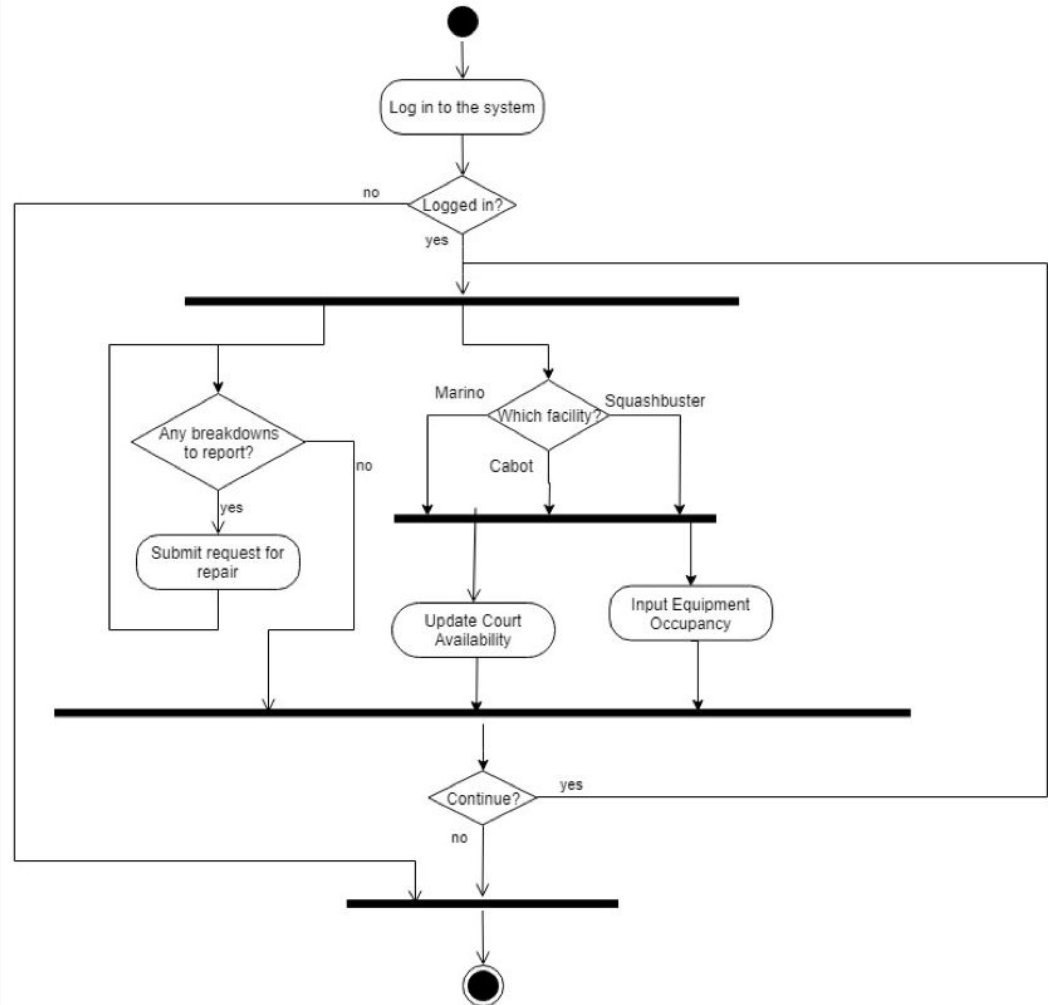 Log in to the system
no
Logged in?
yes
Marino
Squashbuster
Which facility?
Any breakdowns
to report?
no
Cabot
yes
Submit request for
repair
Input Equipment
Occupancy
Update Court
Availability
Continue?
yes
no